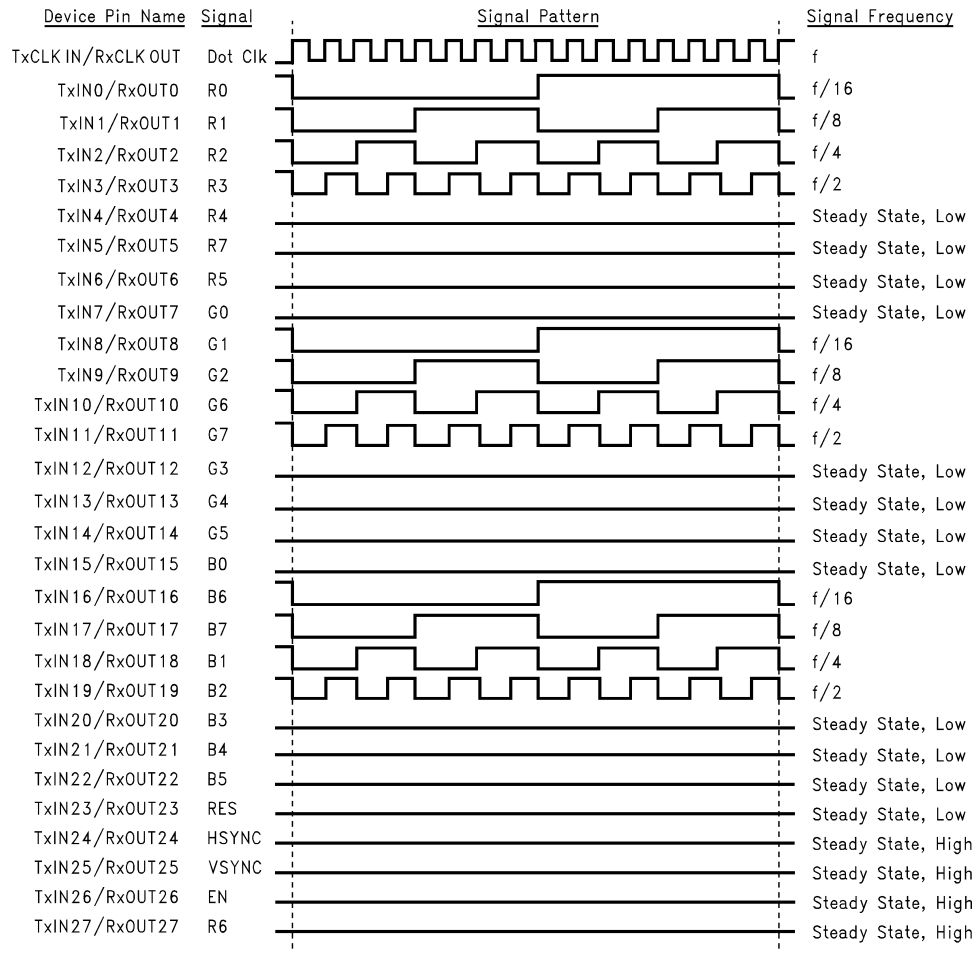 Device Pin Name Signal Signal Pattern Signal Frequency
TxCLK IN/RxCLK OUT Dot Clk f
TxIN0/RxOUT0 R0 f/16
TxIN1/RxOUT1 R1 f/8
TxIN2/RxOUT2 R2 f/4
TxIN3/RxOUT3 R3 f/2
TxIN4/RxOUT4 R4 Steady State, Low
TxIN5/RxOUT5 R7 Steady State, Low
TxIN6/RxOUT6 R5 Steady State, Low
TxIN7/RxOUT7 G0 Steady State, Low
TxIN8/RxOUT8 G1 f/16
TxIN9/RxOUT9 G2 f/8
TxIN10/RxOUT10 G6 f/4
TxIN11/RxOUT11 G7 f/2
TxIN12/RxOUT12 G3 Steady State, Low
TxIN13/RxOUT13 G4 Steady State, Low
TxIN14/RxOUT14 G5 Steady State, Low
TxIN15/RxOUT15 B0 Steady State, Low
TxIN16/RxOUT16 B6 f/16
TxIN17/RxOUT17 B7 f/8
TxIN18/RxOUT18 B1 f/4
TxIN19/RxOUT19 B2 f/2
TxIN20/RxOUT20 B3 Steady State, Low
TxIN21/RxOUT21 B4 Steady State, Low
TxIN22/RxOUT22 B5 Steady State, Low
TxIN23/RxOUT23 RES Steady State, Low
TxIN24/RxOUT24 HSYNC Steady State, High
TxIN25/RxOUT25 VSYNC Steady State, High
TxIN26/RxOUT26 EN Steady State, High
TxIN27/RxOUT27 R6 Steady State, High